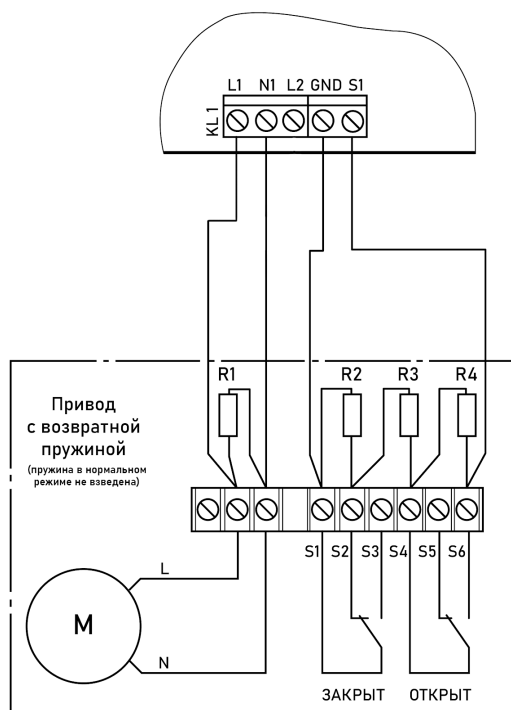 L1 N1 L2 GND S1
KL1
R1 R2 R3 R4
Привод
с возвратной
пружиной
(пружина в нормальном
режиме не взведена)
S1 S2 S3 S4 S5 S6
L
M
N
ЗАКРЫТ ОТКРЫТ